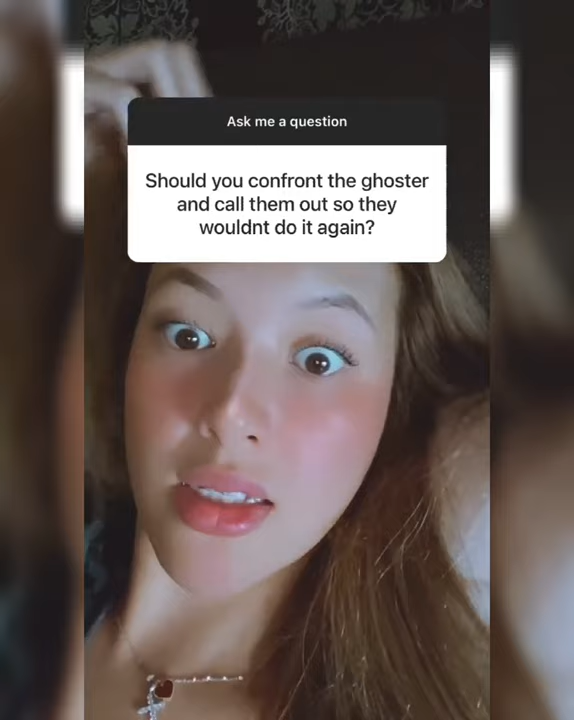 Ask me a question
Should you confront the ghoster
and call them out so they
wouldnt do it again?